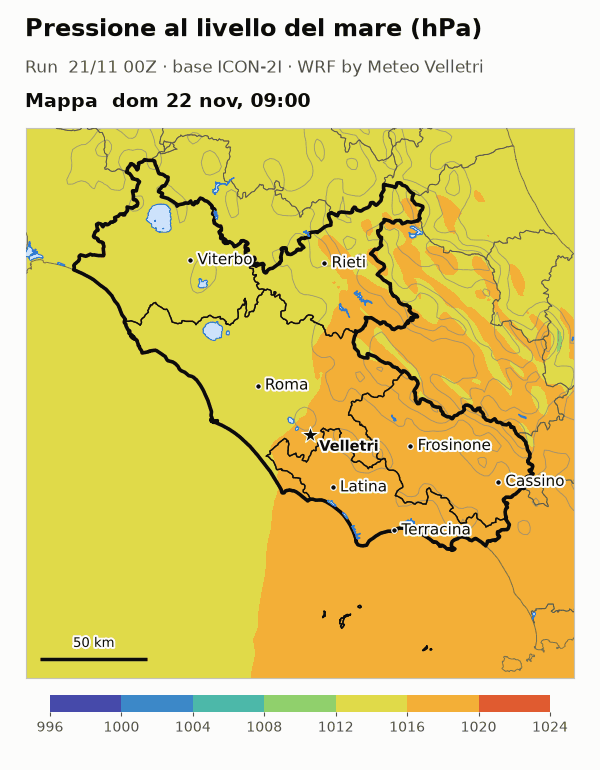 Pressione al livello del mare (hPa)
Run  21/11 00Z · base ICON-2I · WRF by Meteo Velletri
Mappa  dom 22 nov, 09:00
Viterbo
Rieti
Roma
Velletri
Frosinone
Latina
Cassino
Terracina
50 km
996 1000 1004 1008 1012 1016 1020 1024